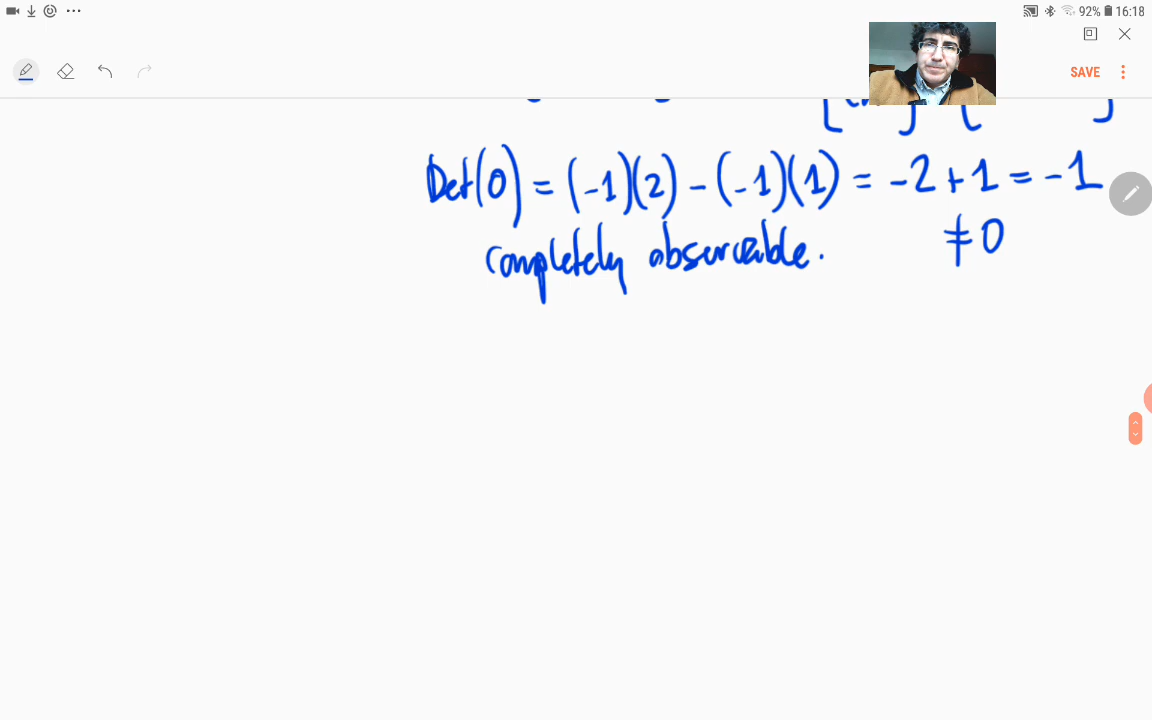 92% 16:18
SAVE
Det(O) = (-1)(2) - (-1)(1) = -2 + 1 = -1
≠ 0
completely observable.